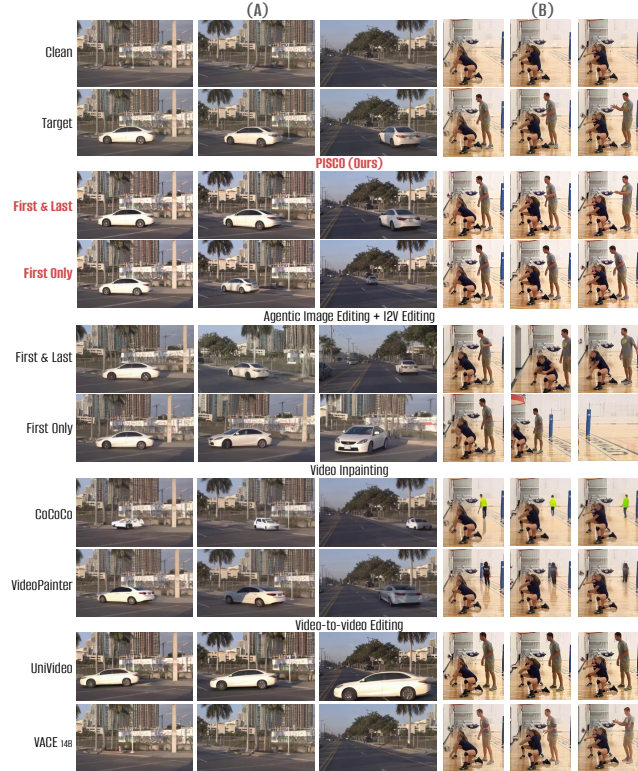 (A) (B)
Clean
Target
PISCO (Ours)
First & Last
First Only
Agentic Image Editing + I2V Editing
First & Last
First Only
Video Inpainting
CoCoCo
VideoPainter
Video-to-video Editing
UniVideo
VACE 14B